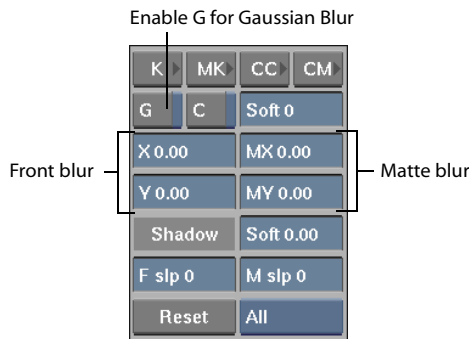 Enable G for Gaussian Blur
K MK CC CM
G C Soft 0
X 0.00 MX 0.00
Front blur Matte blur
Y 0.00 MY 0.00
Shadow Soft 0.00
F slp 0 M slp 0
Reset All